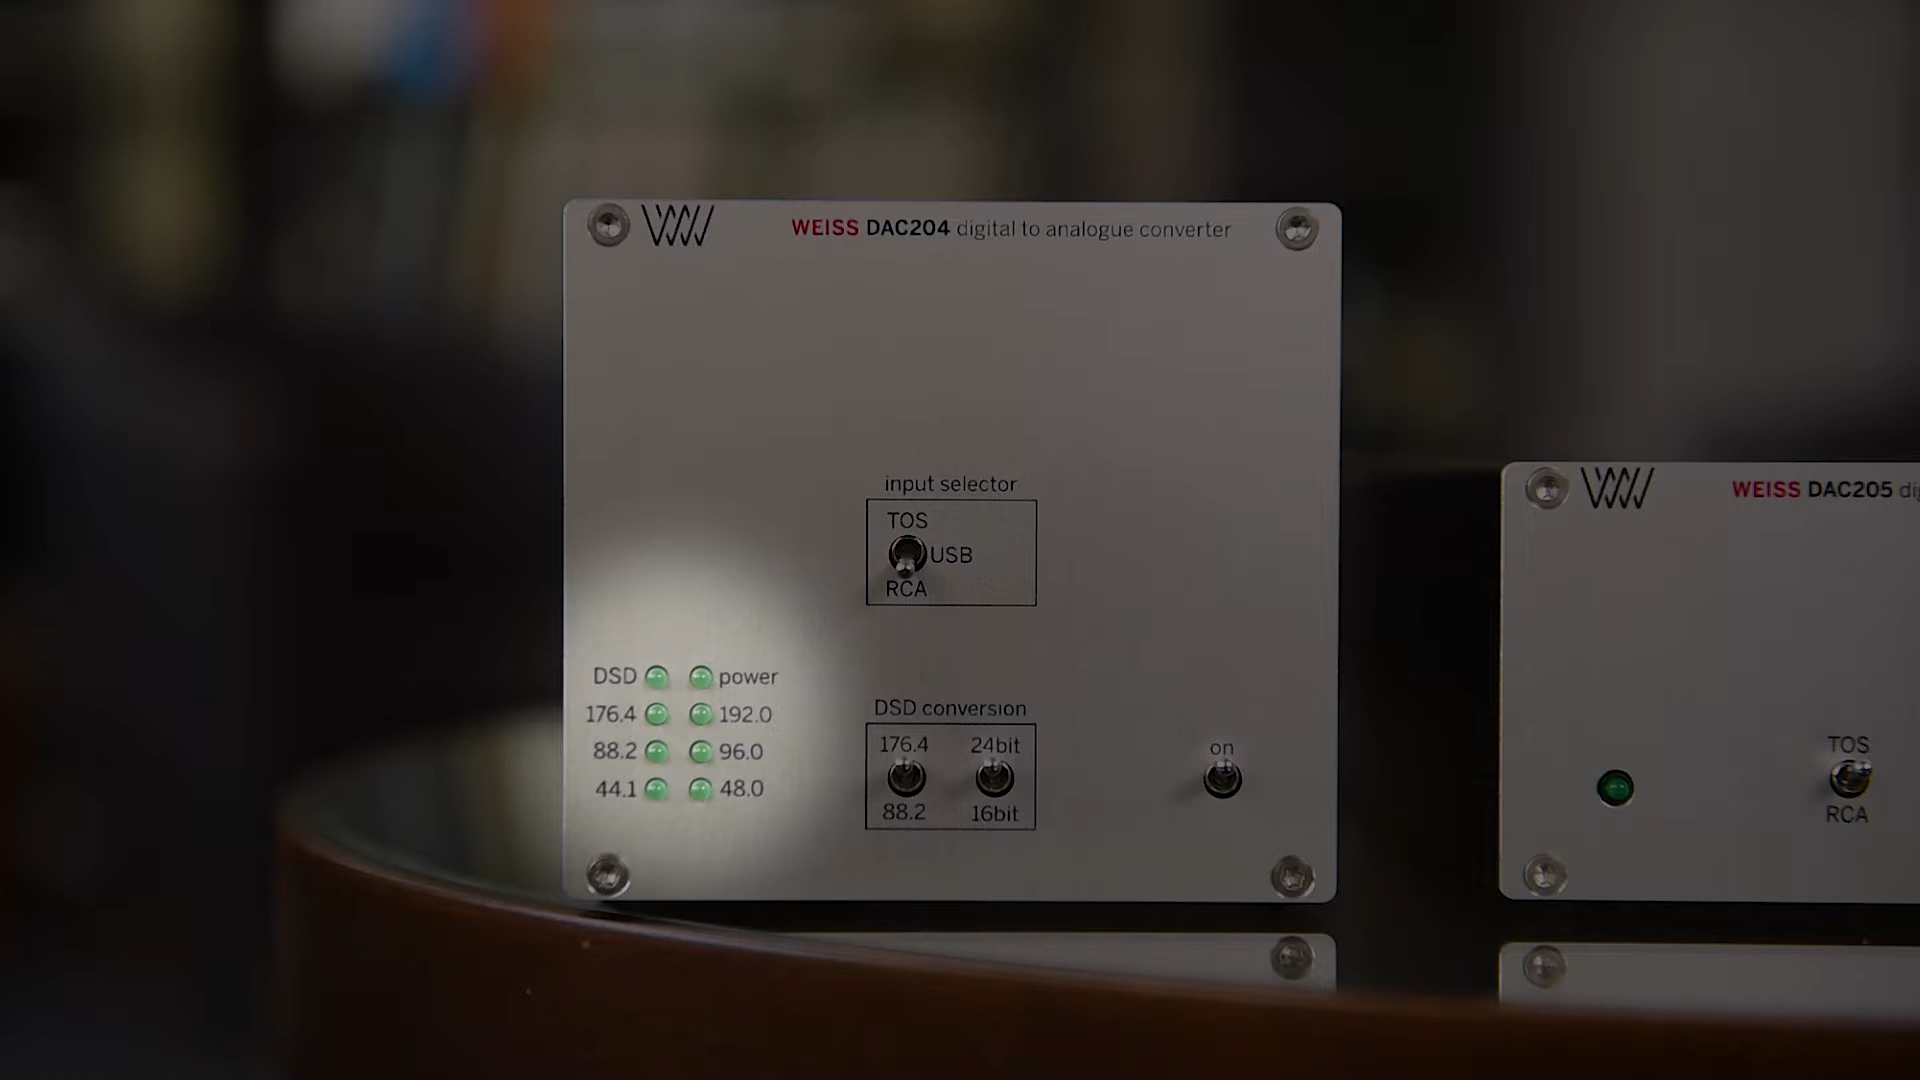 WEISS DAC204 digital to analogue converter
input selector
TOS
USB
RCA
DSD power
176.4 192.0
88.2 96.0
44.1 48.0
DSD conversion
176.4 24bit
88.2 16bit
on
WEISS DAC205
TOS
RCA